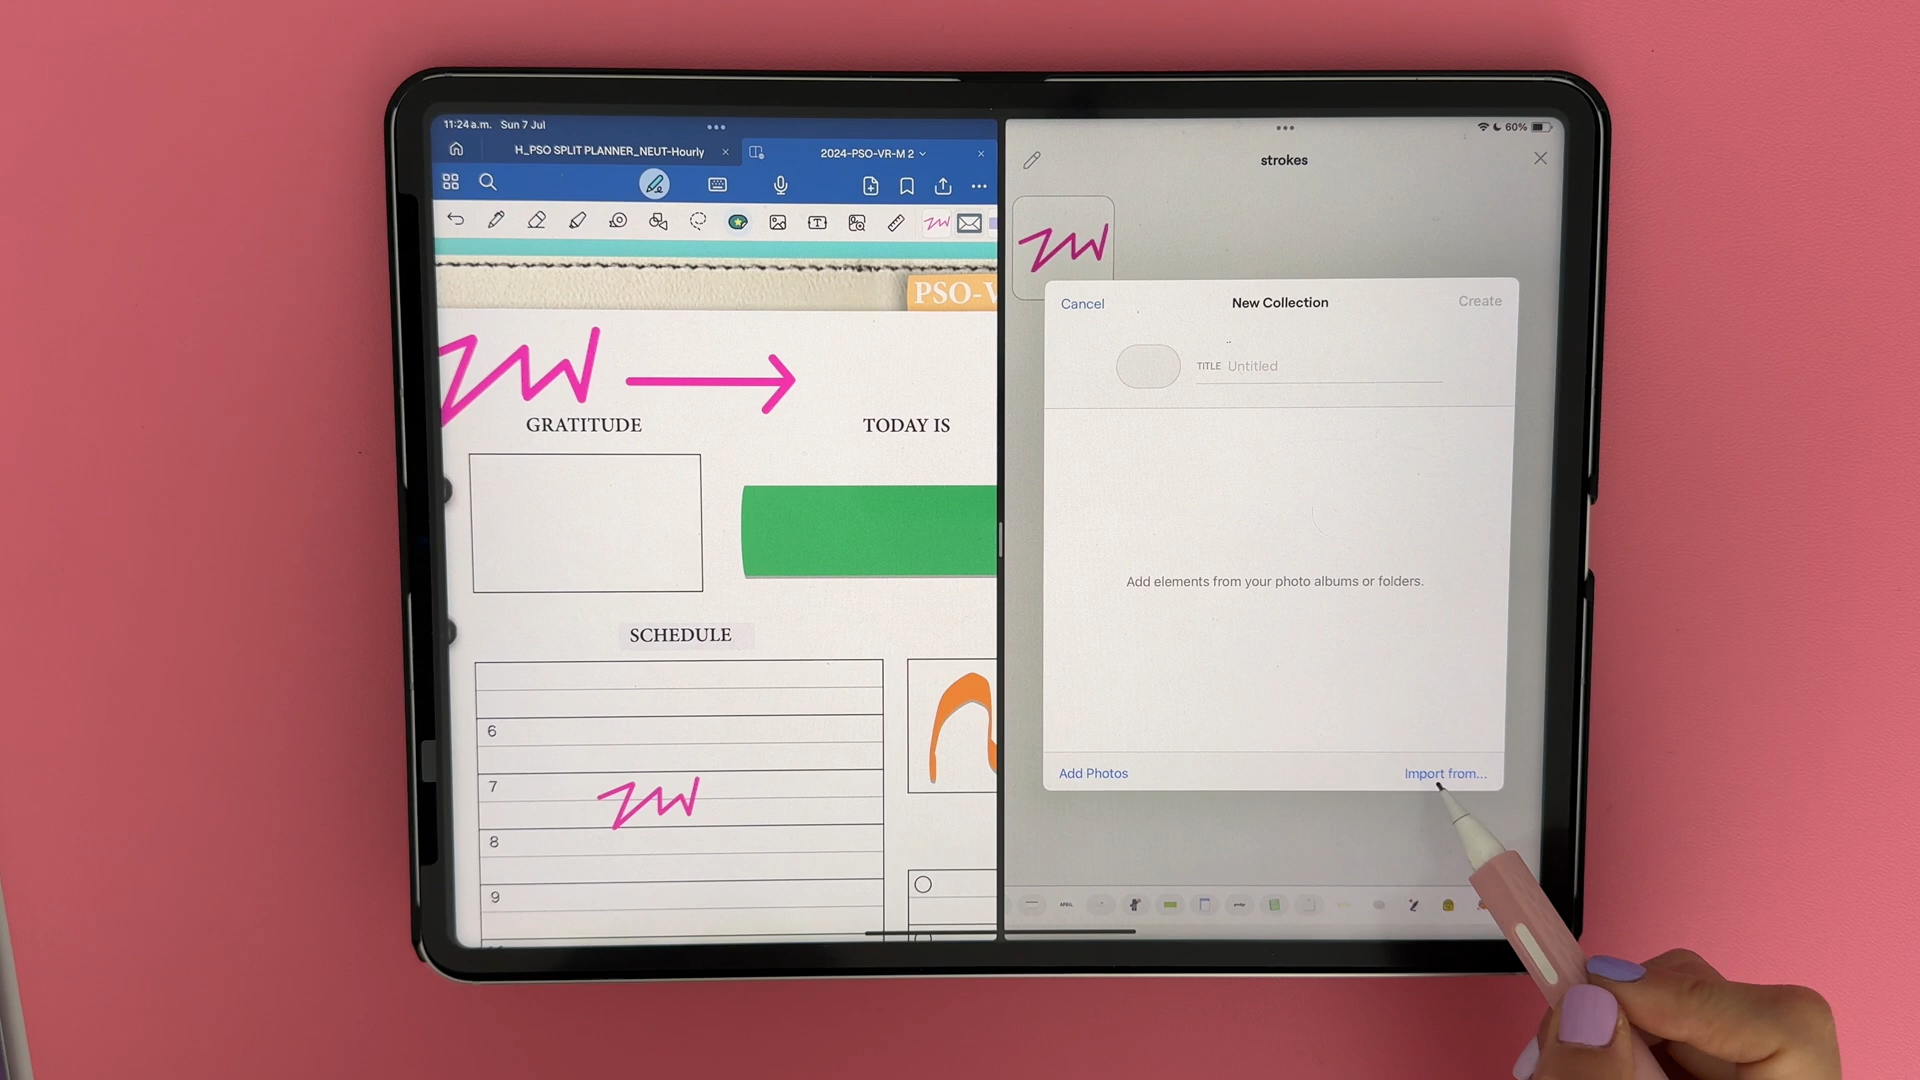 11:24 a.m. Sun 7 Jul
60%
H_PSO SPLIT PLANNER_NEUT-Hourly
2024-PSO-VR-M 2
strokes
PSO-V
Cancel
New Collection
Create
TITLE Untitled
GRATITUDE
TODAY IS
Add elements from your photo albums or folders.
SCHEDULE
6
7
8
9
Add Photos
Import from...
APRIL